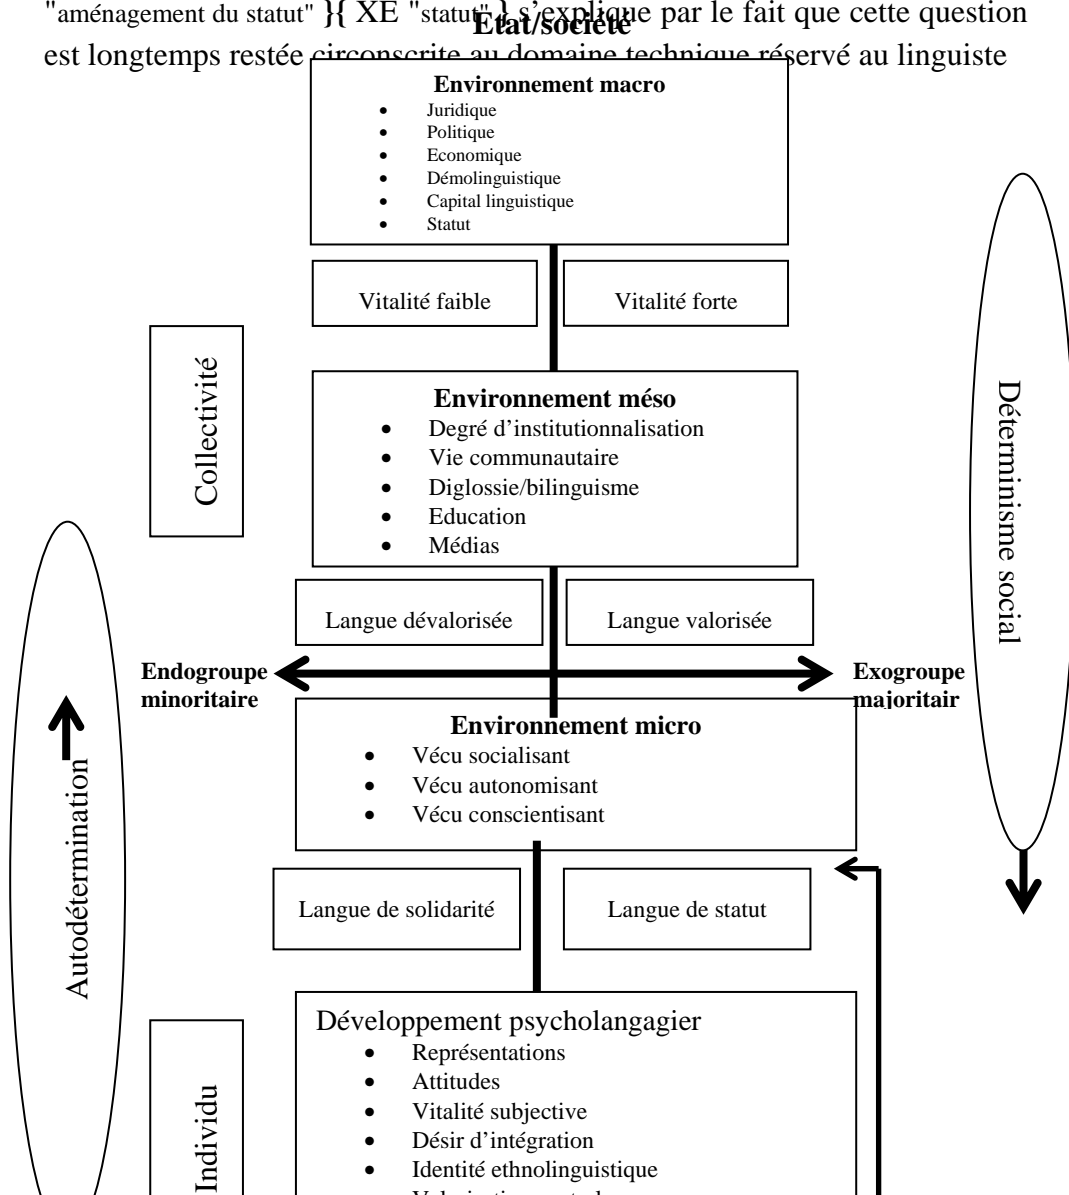 "aménagement du statut" }{ XE "statut" } s'explique par le fait que cette question
Etat/société
est longtemps restée circonscrite au domaine technique réservé au linguiste
Environnement macro
• Juridique
• Politique
• Economique
• Démolinguistique
• Capital linguistique
• Statut
Vitalité faible
Vitalité forte
Collectivité
Environnement méso
• Degré d'institutionnalisation
• Vie communautaire
• Diglossie/bilinguisme
• Education
• Médias
Déterminisme social
Langue dévalorisée
Langue valorisée
Endogroupe
minoritaire
Exogroupe
majoritair
Environnement micro
• Vécu socialisant
• Vécu autonomisant
• Vécu conscientisant
Autodétermination
Langue de solidarité
Langue de statut
Développement psycholangagier
• Représentations
• Attitudes
• Vitalité subjective
• Désir d'intégration
• Identité ethnolinguistique
Individu